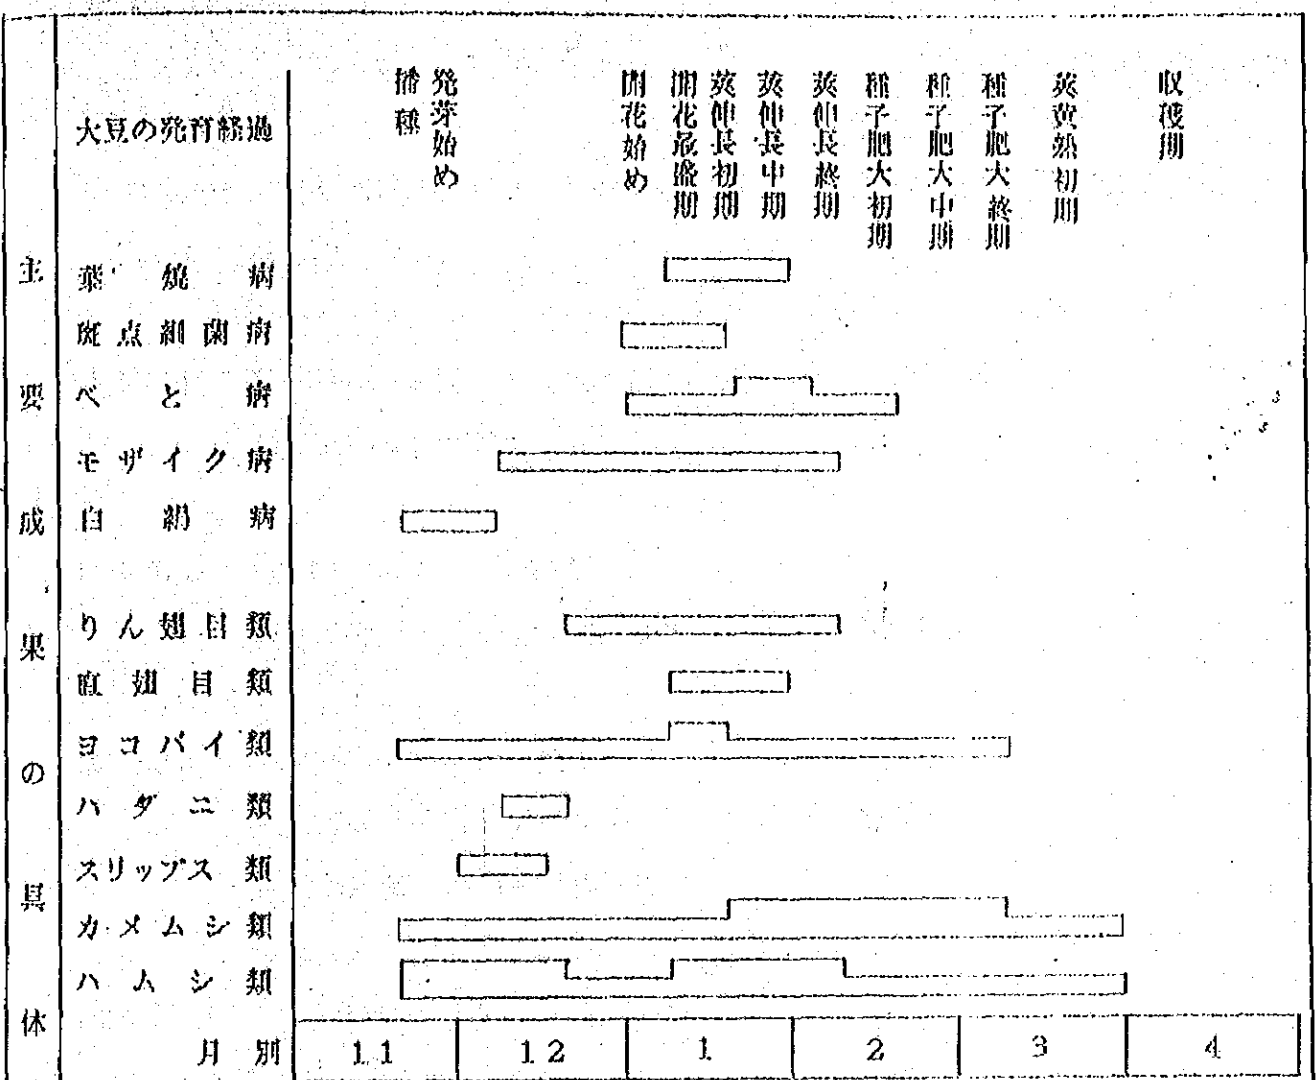 主要成果の具体
大豆の発育経過
播種
発芽始め
開花始め
開花最盛期
莢伸長初期
莢伸長中期
莢伸長終期
種子肥大初期
種子肥大中期
種子肥大終期
莢黄熟初期
収穫期
葉焼病
斑点細菌病
べと病
モザイク病
白絹病
りん翅目類
直翅目類
ヨコバイ類
ハダニ類
スリップス類
カメムシ類
ハムシ類
月別 11 12 1 2 3 4